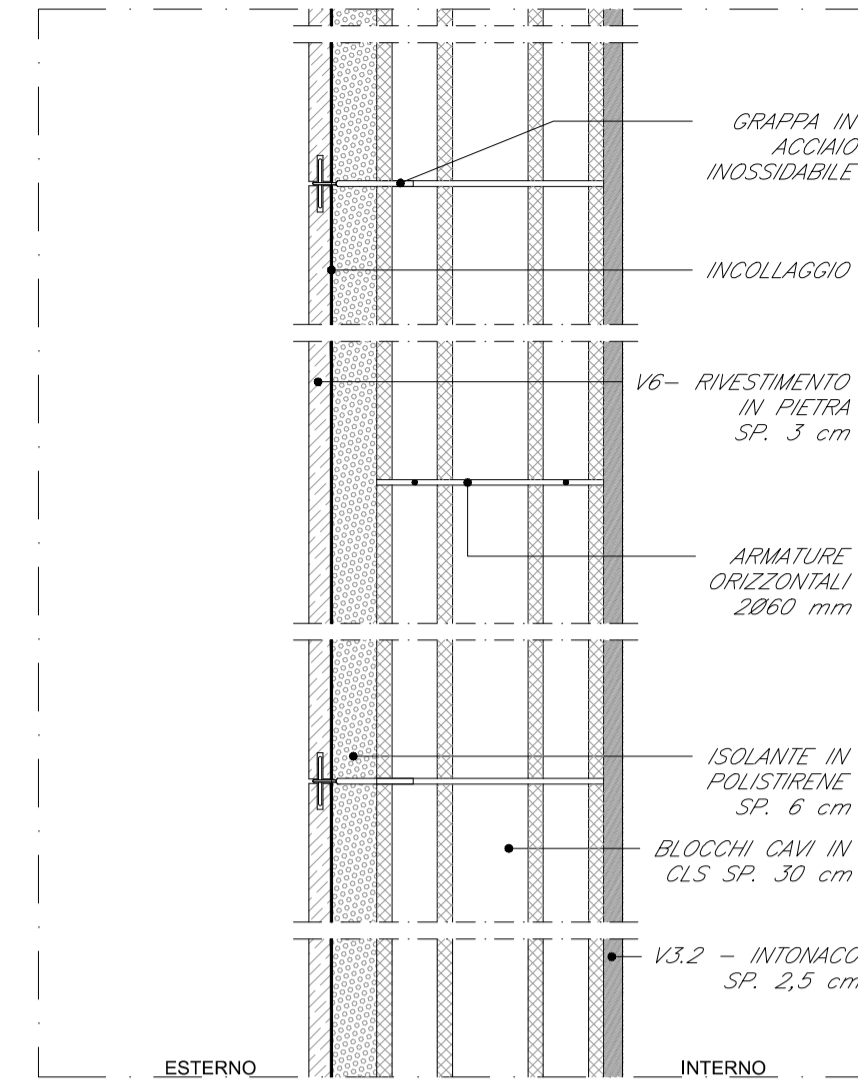 GRAPPA IN
ACCIAIO
INOSSIDABILE
INCOLLAGGIO
V6- RIVESTIMENTO
IN PIETRA
SP. 3 cm
ARMATURE
ORIZZONTALI
2Ø60 mm
ISOLANTE IN
POLISTIRENE
SP. 6 cm
BLOCCHI CAVI IN
CLS SP. 30 cm
V3.2 - INTONACO
SP. 2,5 cm
ESTERNO
INTERNO